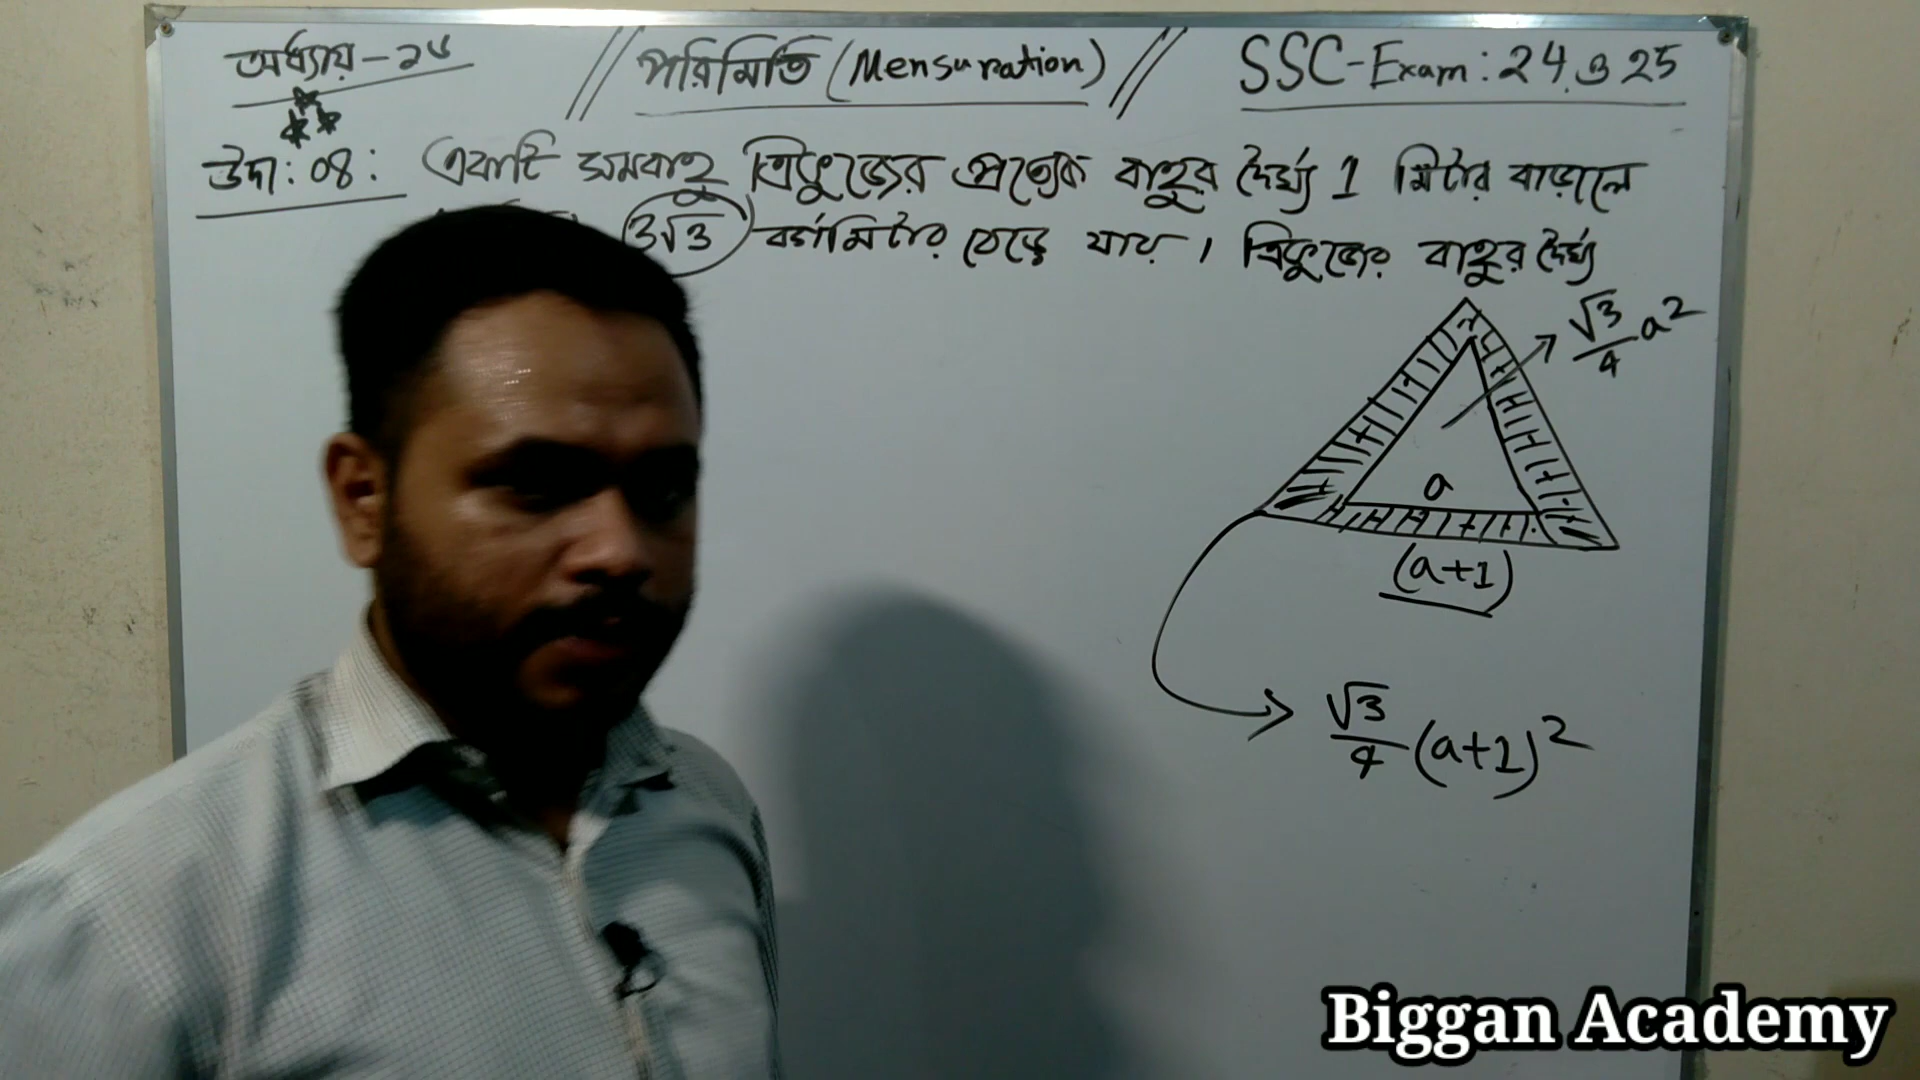 অধ্যায়-১৬ // পরিমিতি (Mensuration) // SSC-Exam: 24 ও 25
উদা: 08: একটি সমবাহু ত্রিভুজের প্রত্যেক বাহুর দৈর্ঘ্য 1 মিটার বাড়ালে
3√3 বর্গমিটার বেড়ে যায়। ত্রিভুজের বাহুর দৈর্ঘ্য
√3/4 a²
a
(a+1)
√3/4 (a+1)²
Biggan Academy